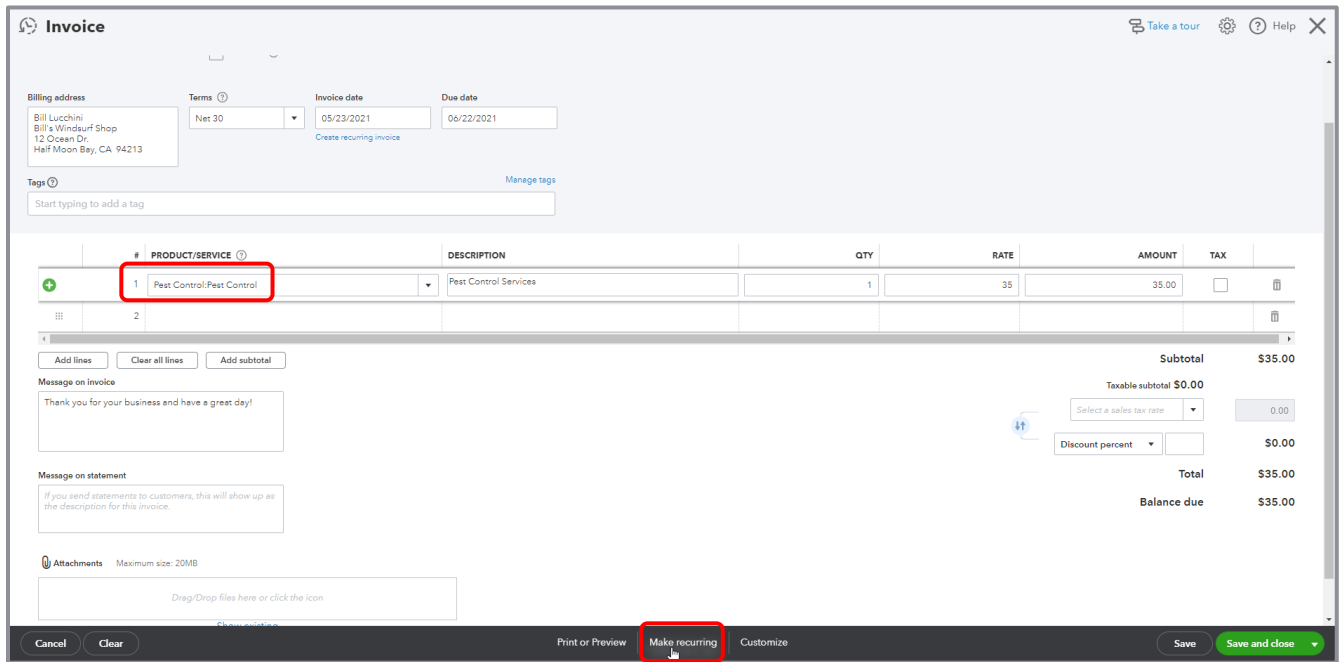 Invoice
Take a tour
Help
Billing address
Terms
Invoice date
Due date
Bill Lucchini
Bill's Windsurf Shop
12 Ocean Dr.
Half Moon Bay, CA 94213
Net 30
05/23/2021
06/22/2021
Create recurring invoice
Tags
Manage tags
Start typing to add a tag
# PRODUCT/SERVICE DESCRIPTION QTY RATE AMOUNT TAX
1 Pest Control:Pest Control Pest Control Services 1 35 35.00
2
Add lines Clear all lines Add subtotal
Subtotal $35.00
Message on invoice
Taxable subtotal $0.00
Thank you for your business and have a great day!
Select a sales tax rate 0.00
Discount percent $0.00
Message on statement
Total $35.00
If you send statements to customers, this will show up as
the description for this invoice.
Balance due $35.00
Attachments Maximum size: 20MB
Drag/Drop files here or click the icon
Show existing
Cancel Clear Print or Preview Make recurring Customize Save Save and close